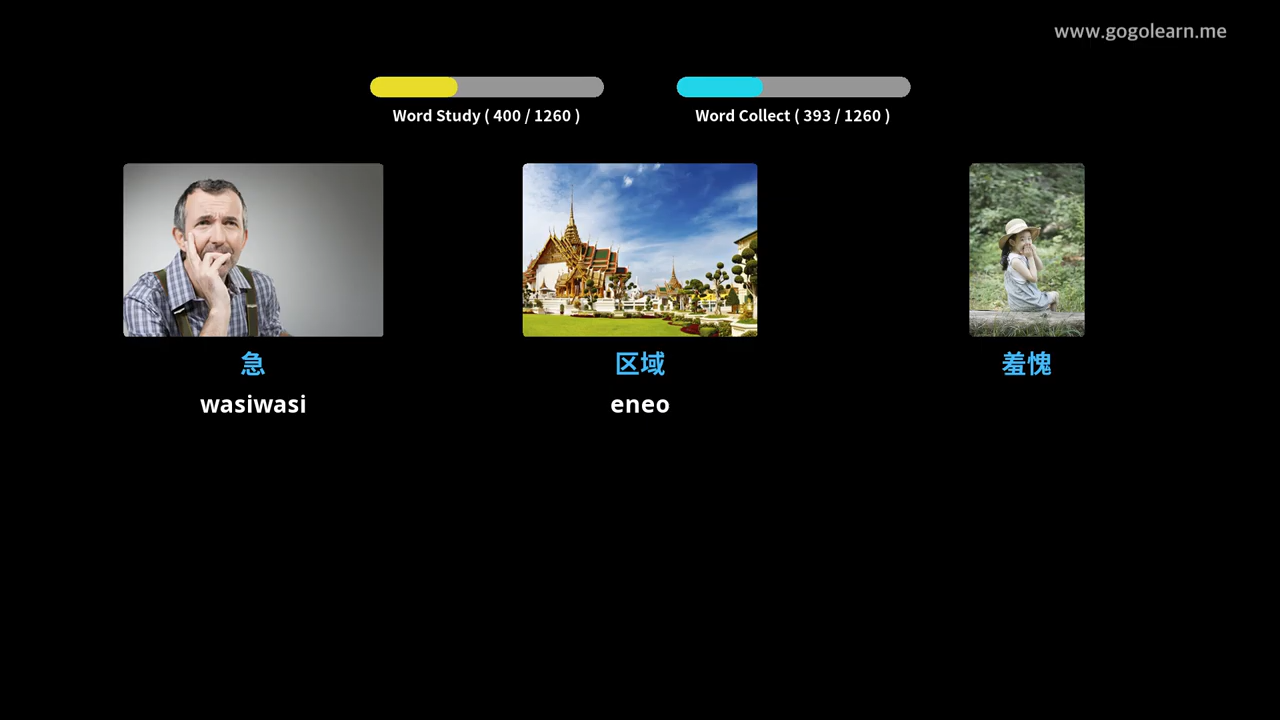 www.gogolearn.me
Word Study ( 400 / 1260 )
Word Collect ( 393 / 1260 )
急
区域
羞愧
wasiwasi
eneo